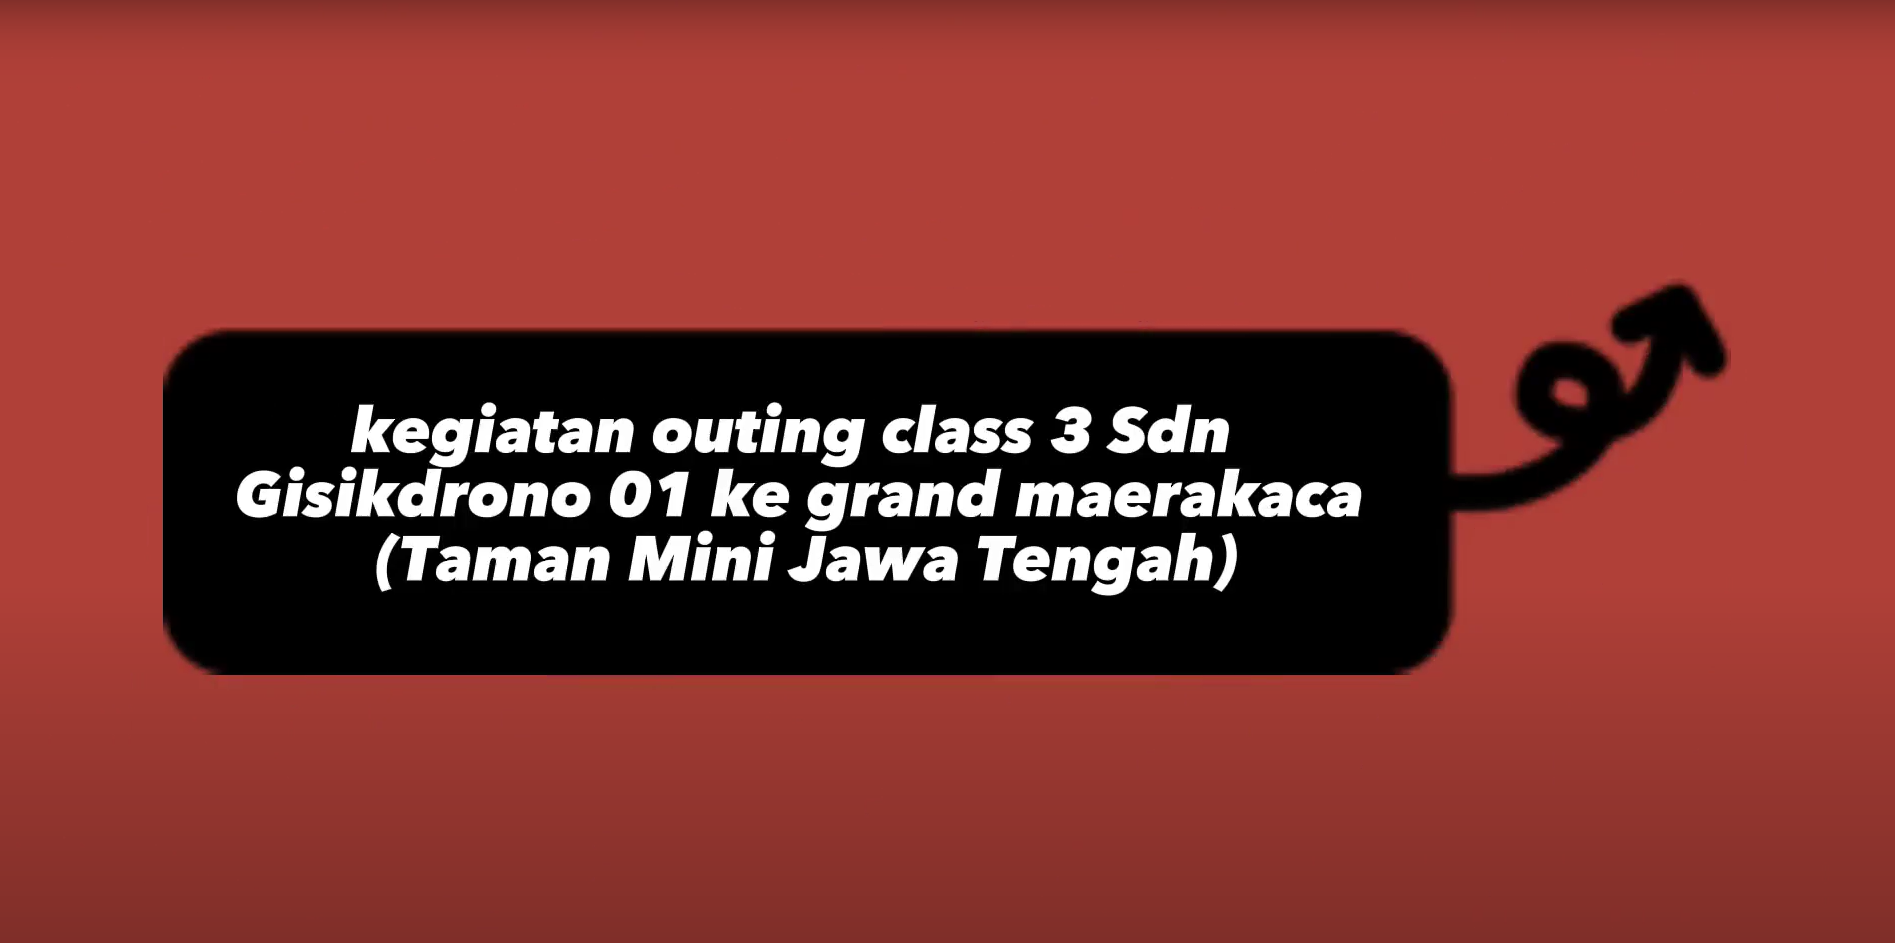 kegiatan outing class 3 Sdn
Gisikdrono 01 ke grand maerakaca
(Taman Mini Jawa Tengah)